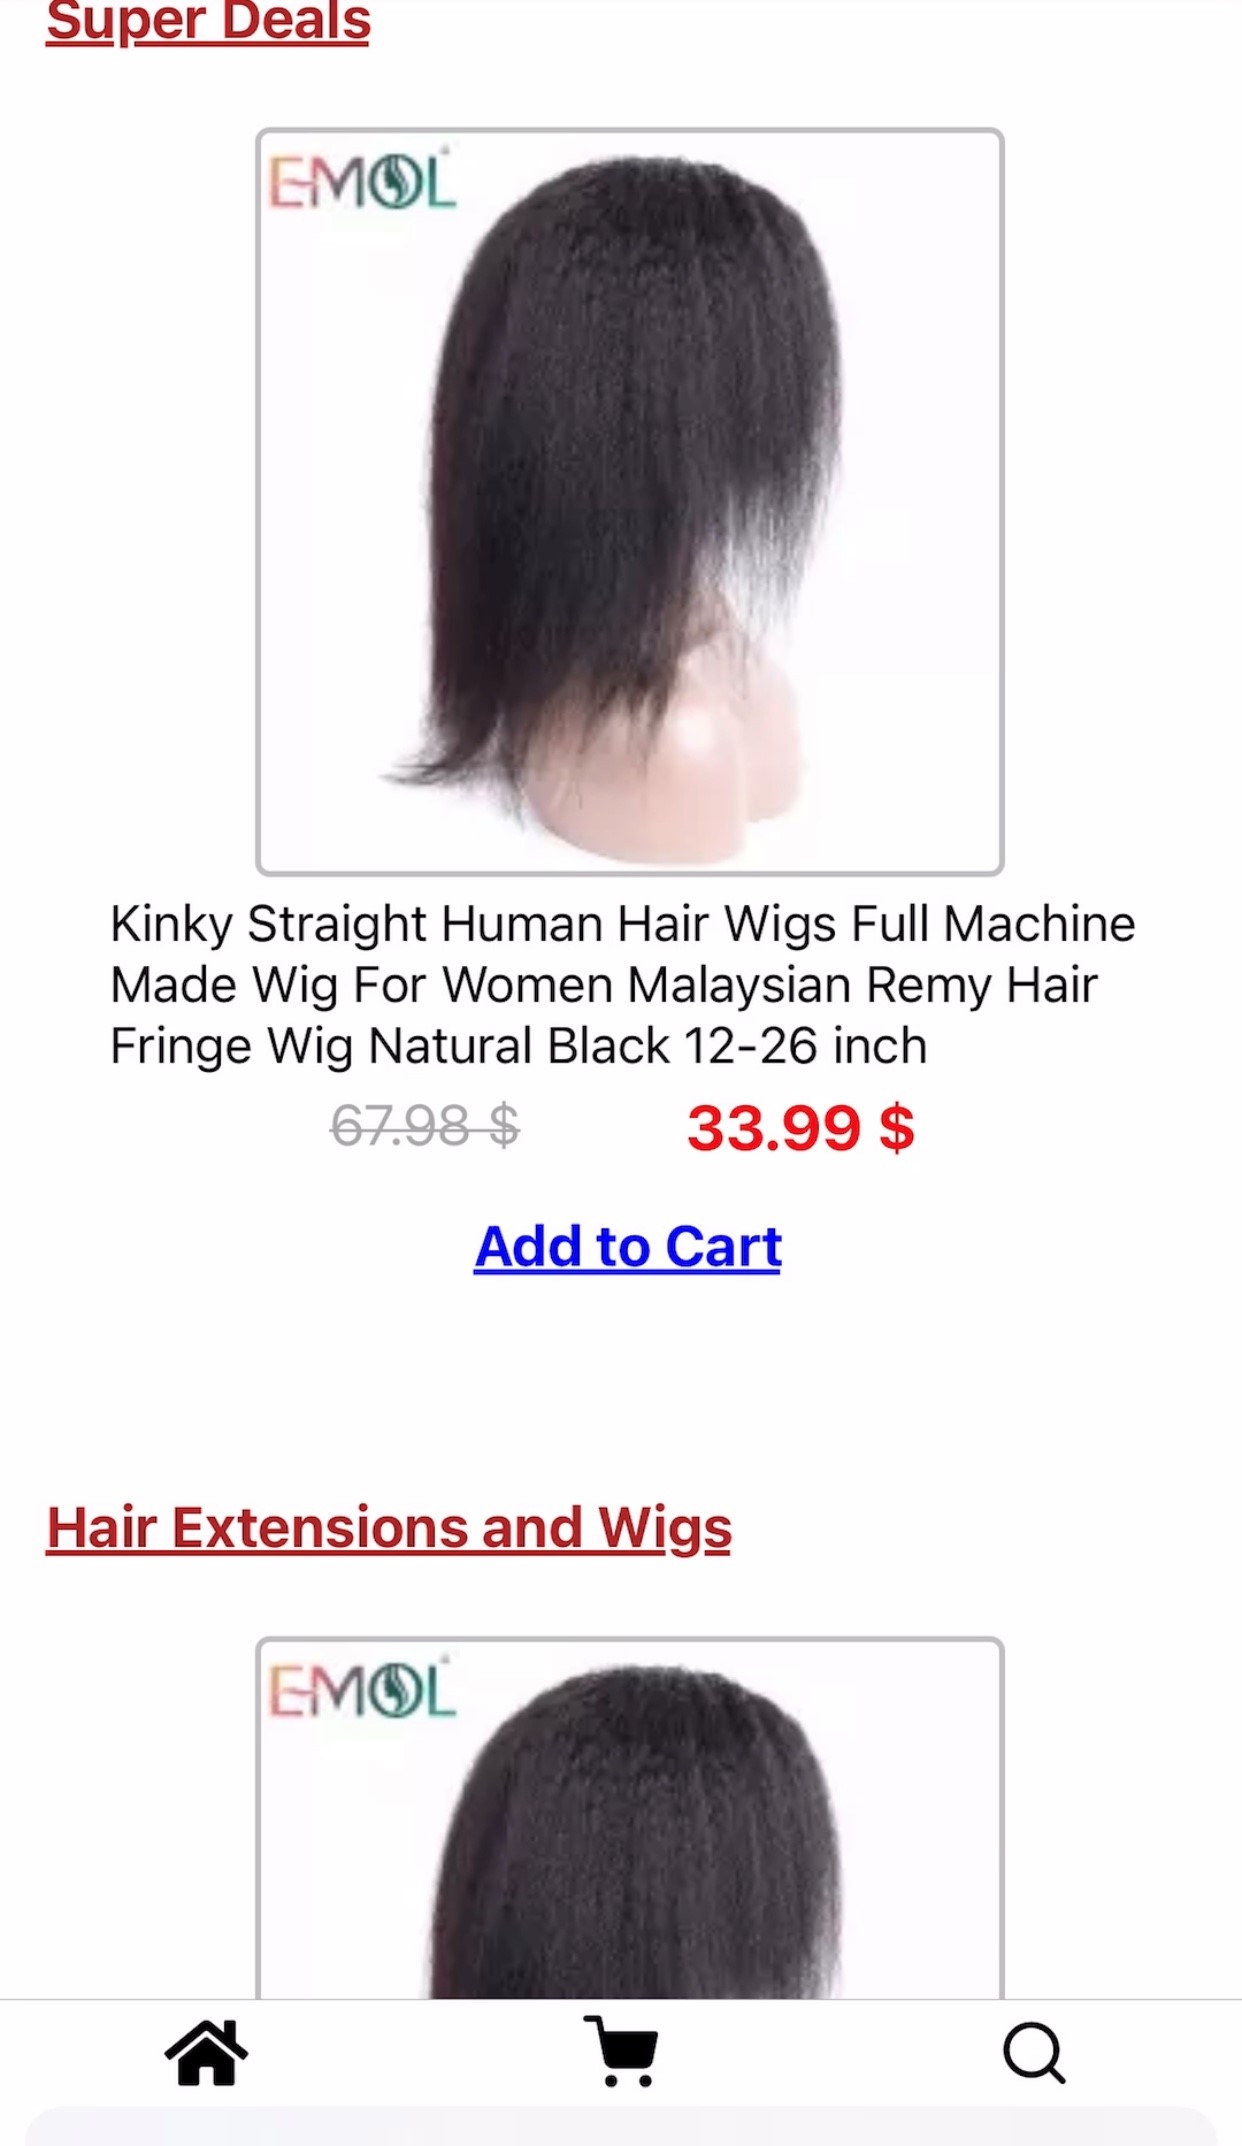 Super Deals
EMOL
Kinky Straight Human Hair Wigs Full Machine
Made Wig For Women Malaysian Remy Hair
Fringe Wig Natural Black 12-26 inch
67.98 $ 33.99 $
Add to Cart
Hair Extensions and Wigs
EMOL